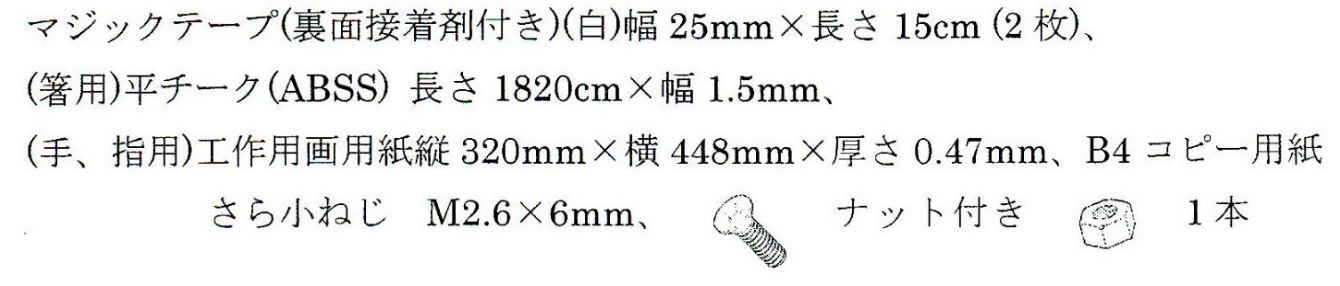 マジックテープ(裏面接着剤付き)(白)幅 25mm×長さ 15cm (2 枚)、
(箸用)平チーク(ABSS) 長さ 1820cm×幅 1.5mm、
(手、指用)工作用画用紙縦 320mm×横 448mm×厚さ 0.47mm、B4 コピー用紙
さら小ねじ M2.6×6mm、 ナット付き 1 本